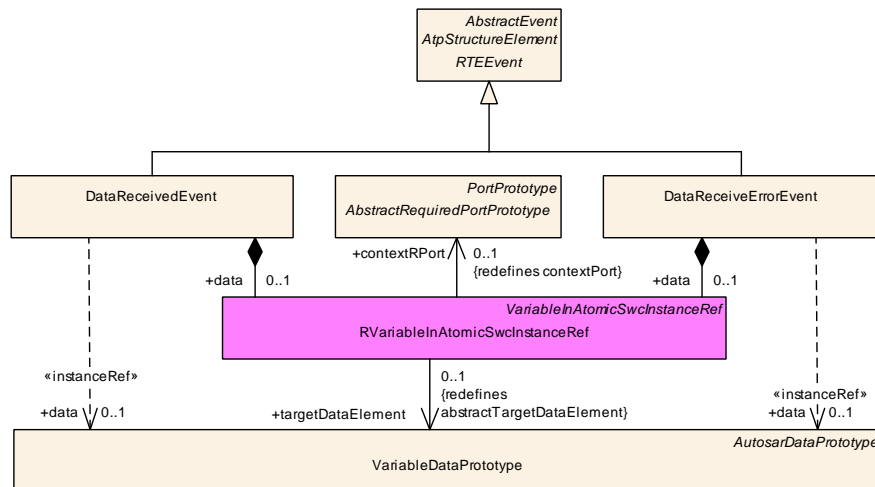 AbstractEvent
AtpStructureElement
RTEEvent
DataReceivedEvent
PortPrototype
AbstractRequiredPortPrototype
DataReceiveErrorEvent
+contextRPort 0..1
{redefines contextPort}
+data 0..1
+data 0..1
VariableInAtomicSwcInstanceRef
RVariableInAtomicSwcInstanceRef
«instanceRef»
+data 0..1
0..1
{redefines
+targetDataElement abstractTargetDataElement}
«instanceRef»
+data 0..1
AutosarDataPrototype
VariableDataPrototype